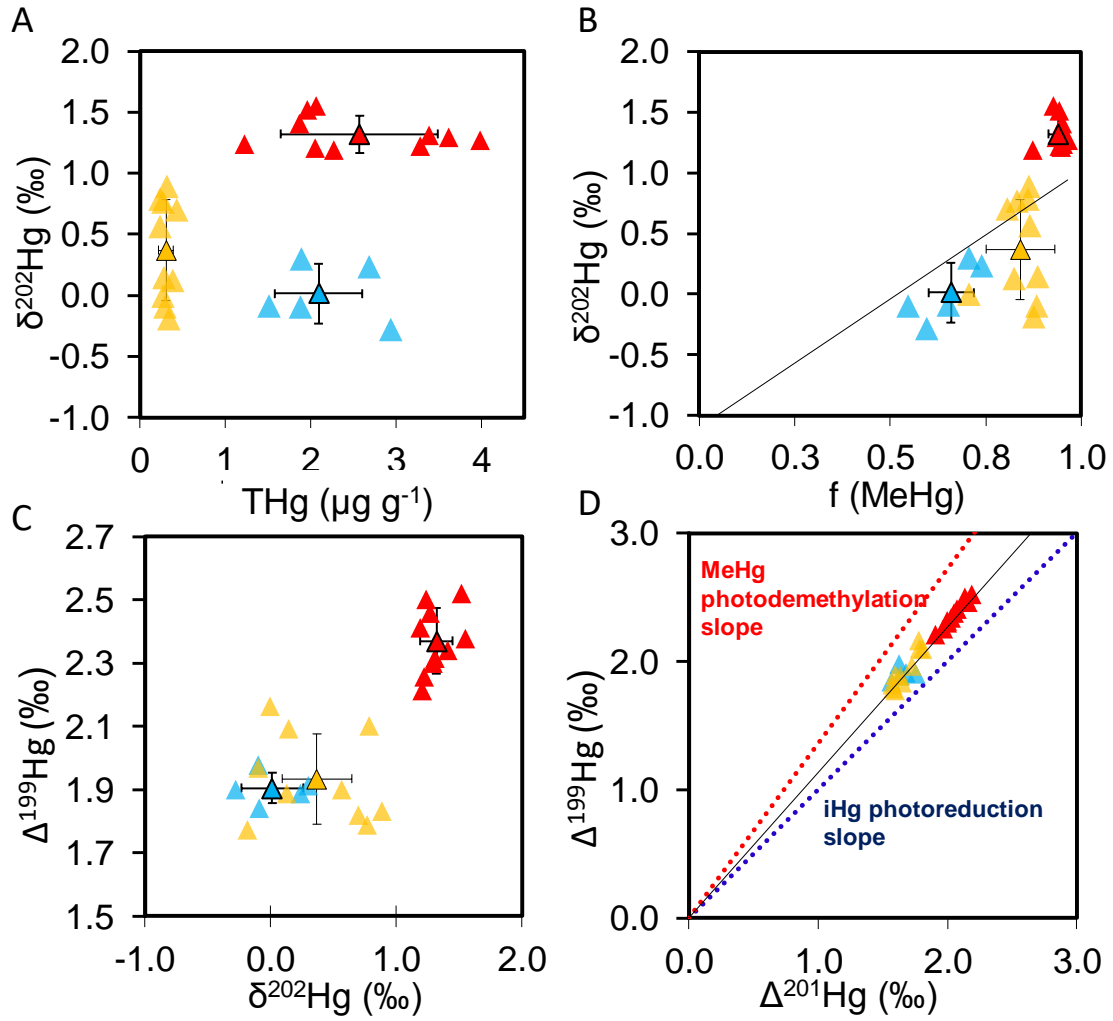 A
2.0
1.5
1.0
0.5
0.0
-0.5
-1.0
δ²⁰²Hg (‰)
0 1 2 3 4
THg (µg g⁻¹)
B
2.0
1.5
1.0
0.5
0.0
-0.5
-1.0
δ²⁰²Hg (‰)
0.0 0.3 0.5 0.8 1.0
f (MeHg)
C
2.7
2.5
2.3
2.1
1.9
1.7
1.5
Δ¹⁹⁹Hg (‰)
-1.0 0.0 1.0 2.0
δ²⁰²Hg (‰)
D
3.0
2.0
1.0
0.0
Δ¹⁹⁹Hg (‰)
MeHg
photodemethylation
slope
iHg photoreduction
slope
0.0 1.0 2.0 3.0
Δ²⁰¹Hg (‰)